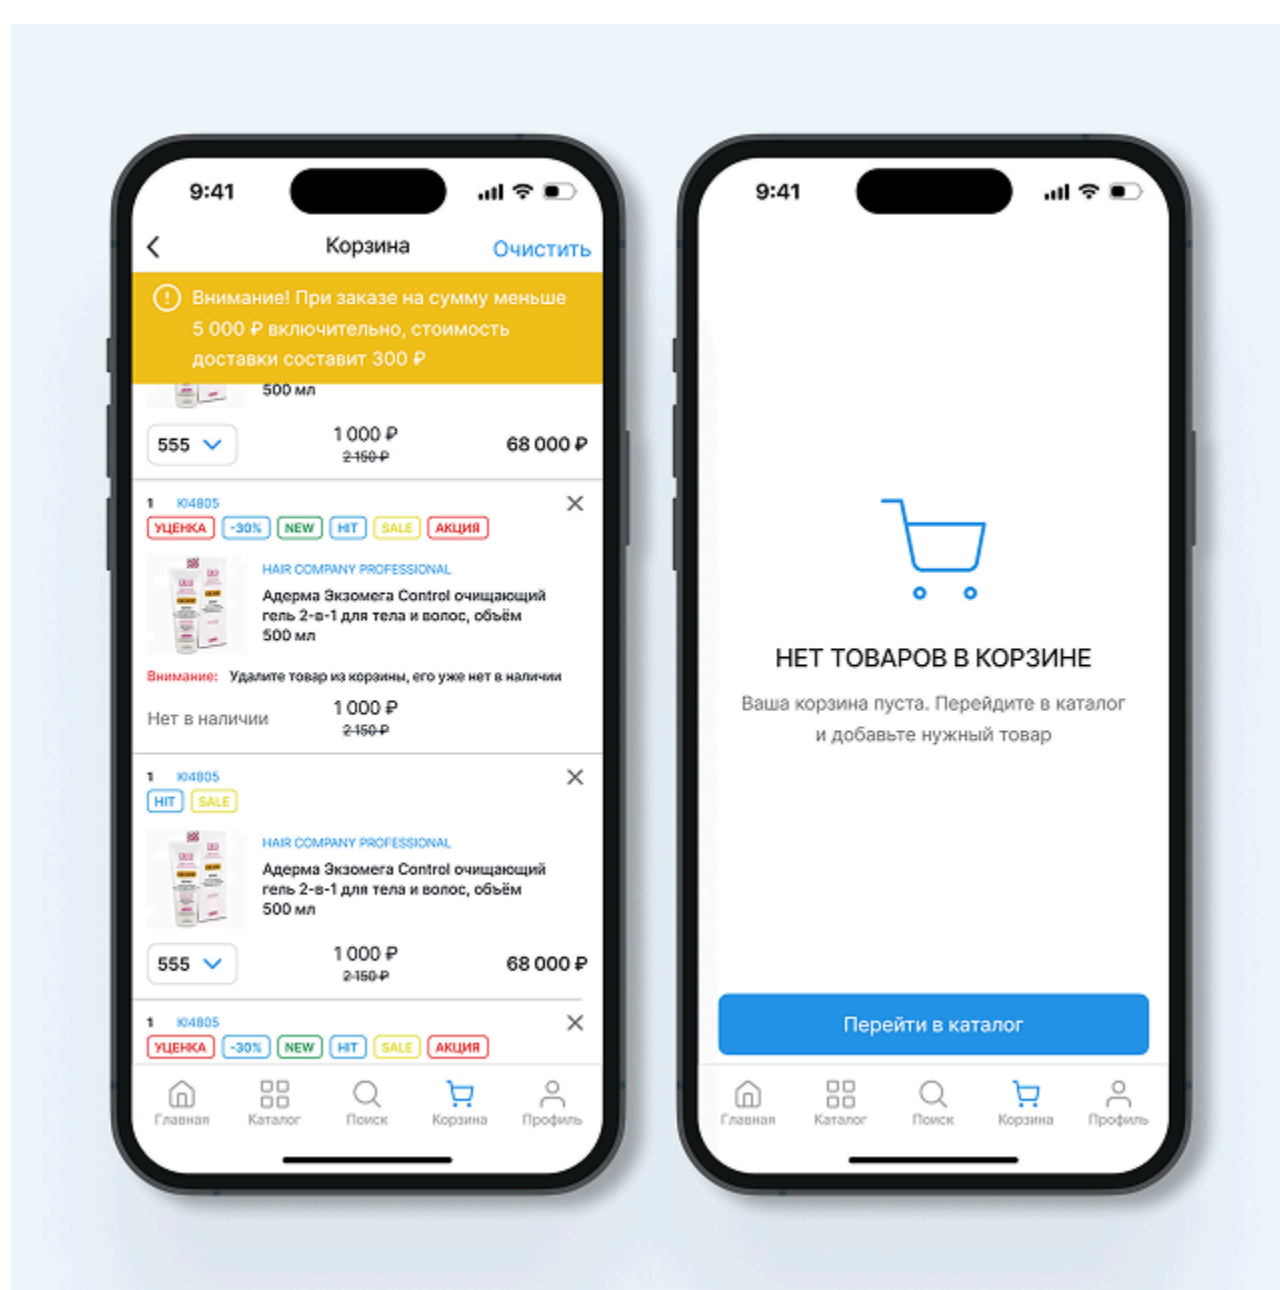 9:41
Корзина
Очистить
Внимание! При заказе на сумму меньше
5 000 ₽ включительно, стоимость
доставки составит 300 ₽
500 мл
555
1 000 ₽
2 150 ₽
68 000 ₽
1 KI4805
УЦЕНКА -30% NEW HIT SALE АКЦИЯ
HAIR COMPANY PROFESSIONAL
Адерма Экзомега Control очищающий
гель 2-в-1 для тела и волос, объём
500 мл
Внимание: Удалите товар из корзины, его уже нет в наличии
Нет в наличии
1 000 ₽
2 150 ₽
1 KI4805
HIT SALE
HAIR COMPANY PROFESSIONAL
Адерма Экзомега Control очищающий
гель 2-в-1 для тела и волос, объём
500 мл
555
1 000 ₽
2 150 ₽
68 000 ₽
1 KI4805
УЦЕНКА -30% NEW HIT SALE АКЦИЯ
Главная Каталог Поиск Корзина Профиль
9:41
НЕТ ТОВАРОВ В КОРЗИНЕ
Ваша корзина пуста. Перейдите в каталог
и добавьте нужный товар
Перейти в каталог
Главная Каталог Поиск Корзина Профиль